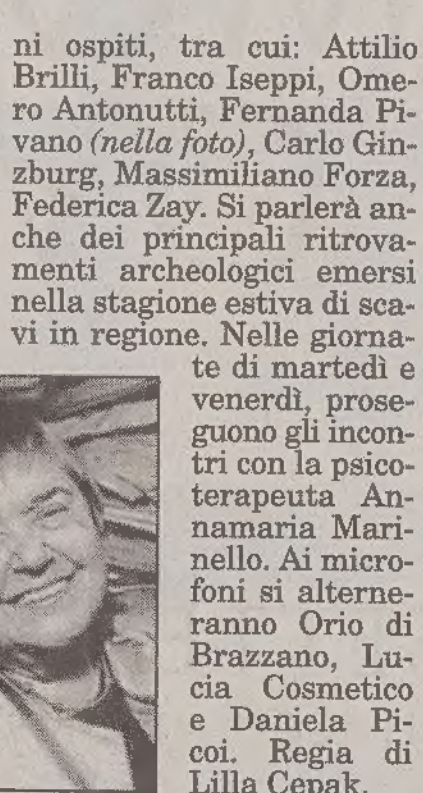 ni ospiti, tra cui: Attilio
Brilli, Franco Iseppi, Ome-
ro Antonutti, Fernanda Pi-
vano (nella foto), Carlo Gin-
zburg, Massimiliano Forza,
Federica Zay. Si parlerà an-
che dei principali ritrova-
menti archeologici emersi
nella stagione estiva di sca-
vi in regione. Nelle giorna-
te di martedì e
venerdì, prose-
guono gli incon-
tri con la psico-
terapeuta An-
namaria Mari-
nello. Ai micro-
foni si alterne-
ranno Orio di
Brazzano, Lu-
cia Cosmetico
e Daniela Pi-
coi. Regia di
Lilla Cepak.